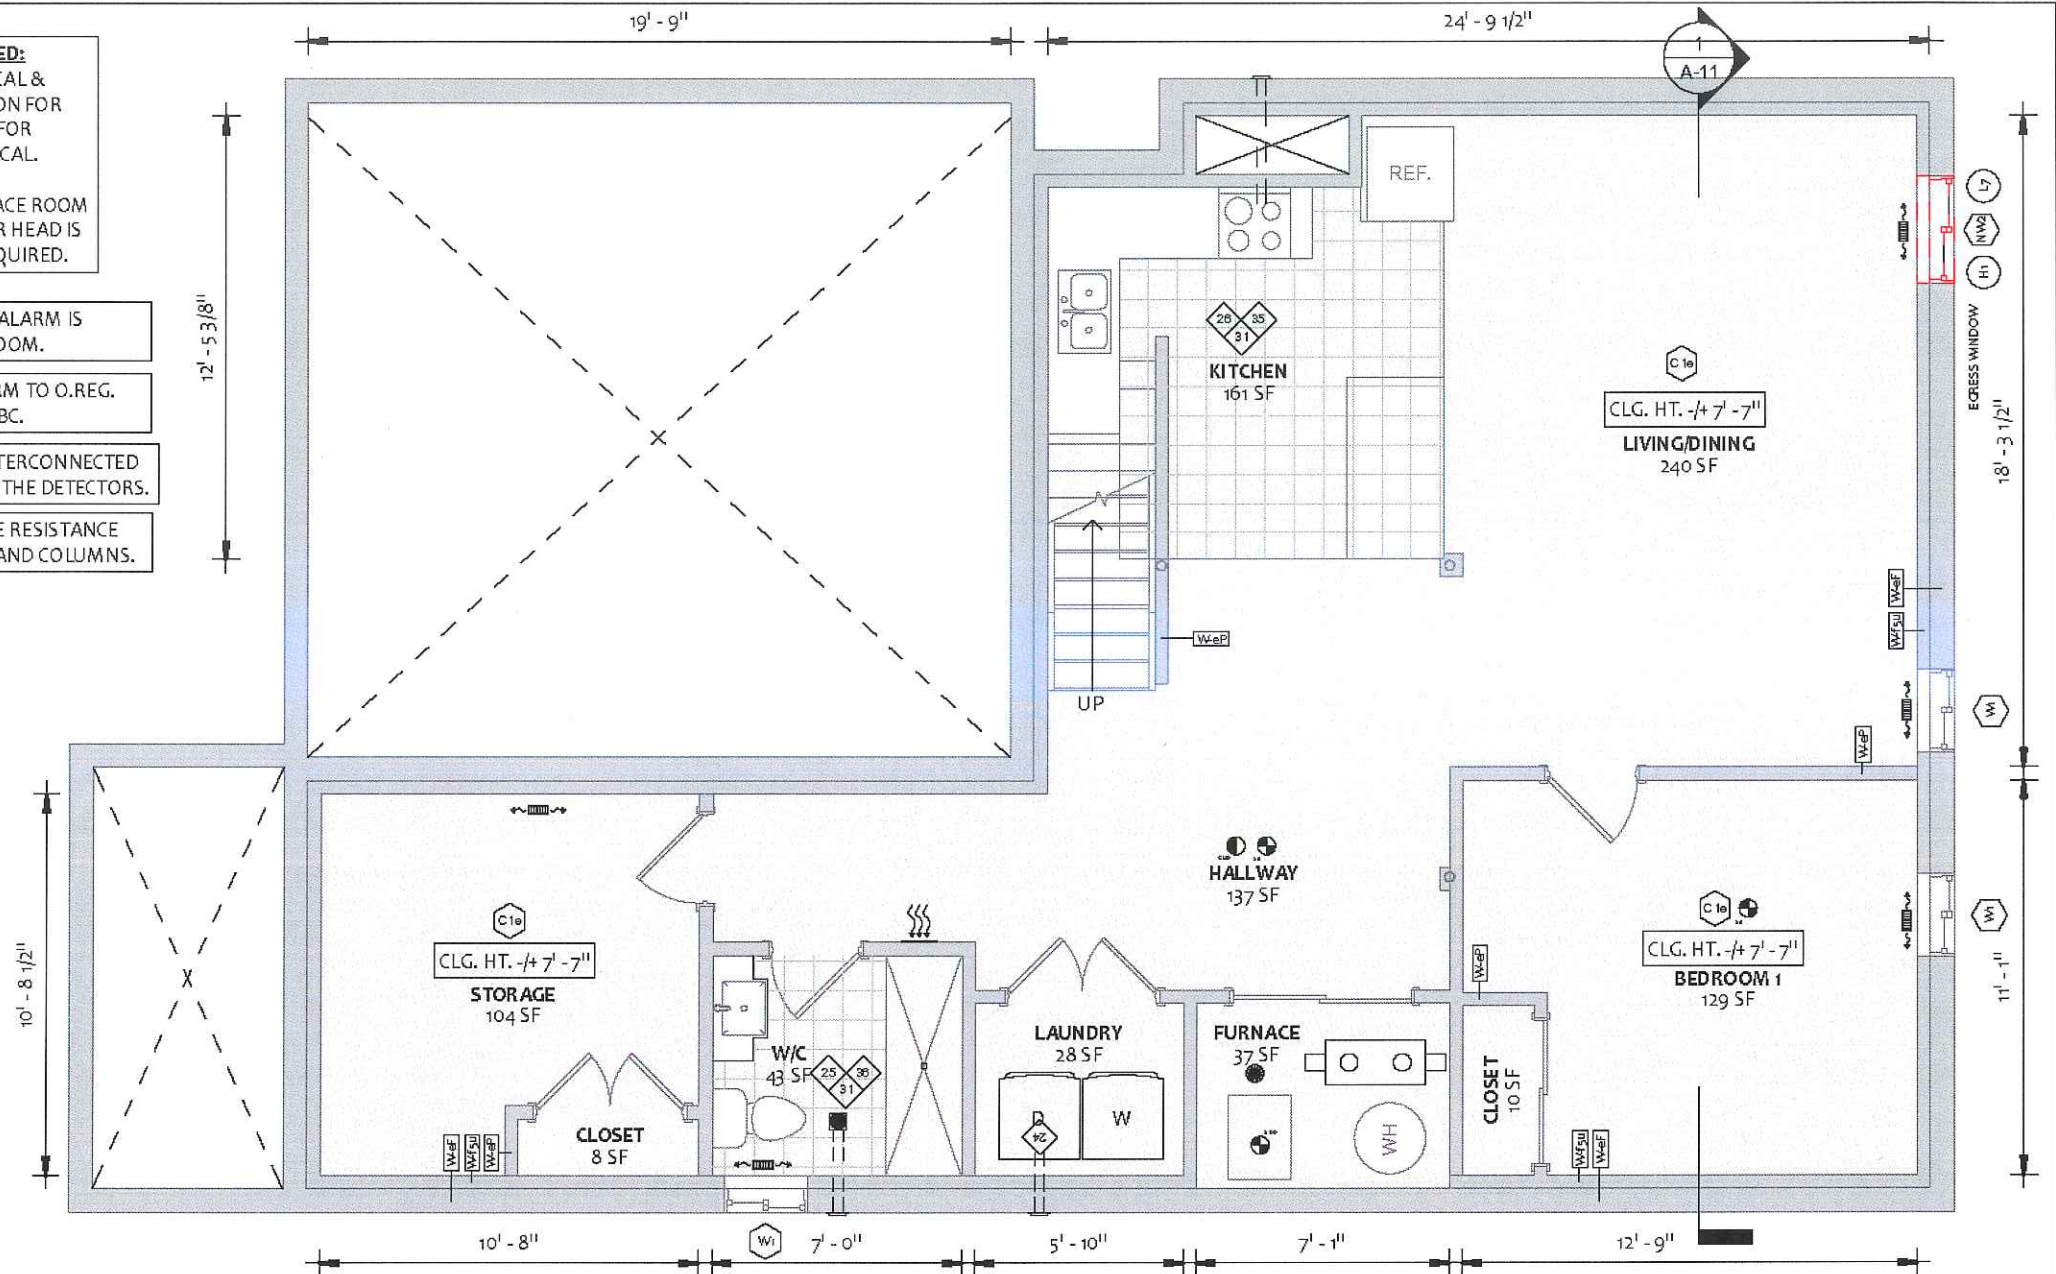 19' - 9"
24' - 9 1/2"
1
A-11
ED:
CAL &
ON FOR
FOR
CAL.
ACE ROOM
R HEAD IS
QUIRED.
ALARM IS
OOM.
RM TO O.REG.
BC.
TERCONNECTED
THE DETECTORS.
E RESISTANCE
AND COLUMNS.
12' - 5 3/8"
REF.
L7
NW2
H1
EGRESS WINDOW
26
35
31
KITCHEN
161 SF
C1e
CLG. HT. -/+ 7' -7"
LIVING/DINING
240 SF
18' - 3 1/2"
W-eF
W-f5u
W-eP
UP
W1
W-eP
HALLWAY
137 SF
C1e
CLG. HT. -/+ 7' -7"
STORAGE
104 SF
C1e
CLG. HT. -/+ 7' -7"
BEDROOM 1
129 SF
W1
W-eP
10' - 8 1/2"
11' - 1"
W/C
43 SF
25
36
31
LAUNDRY
28 SF
D
W
24
FURNACE
37 SF
WH
CLOSET
10 SF
CLOSET
8 SF
W-eF
W-f5u
W-eP
W-f5u
W-eF
10' - 8"
W1
7' - 0"
5' - 10"
7' - 1"
12' - 9"